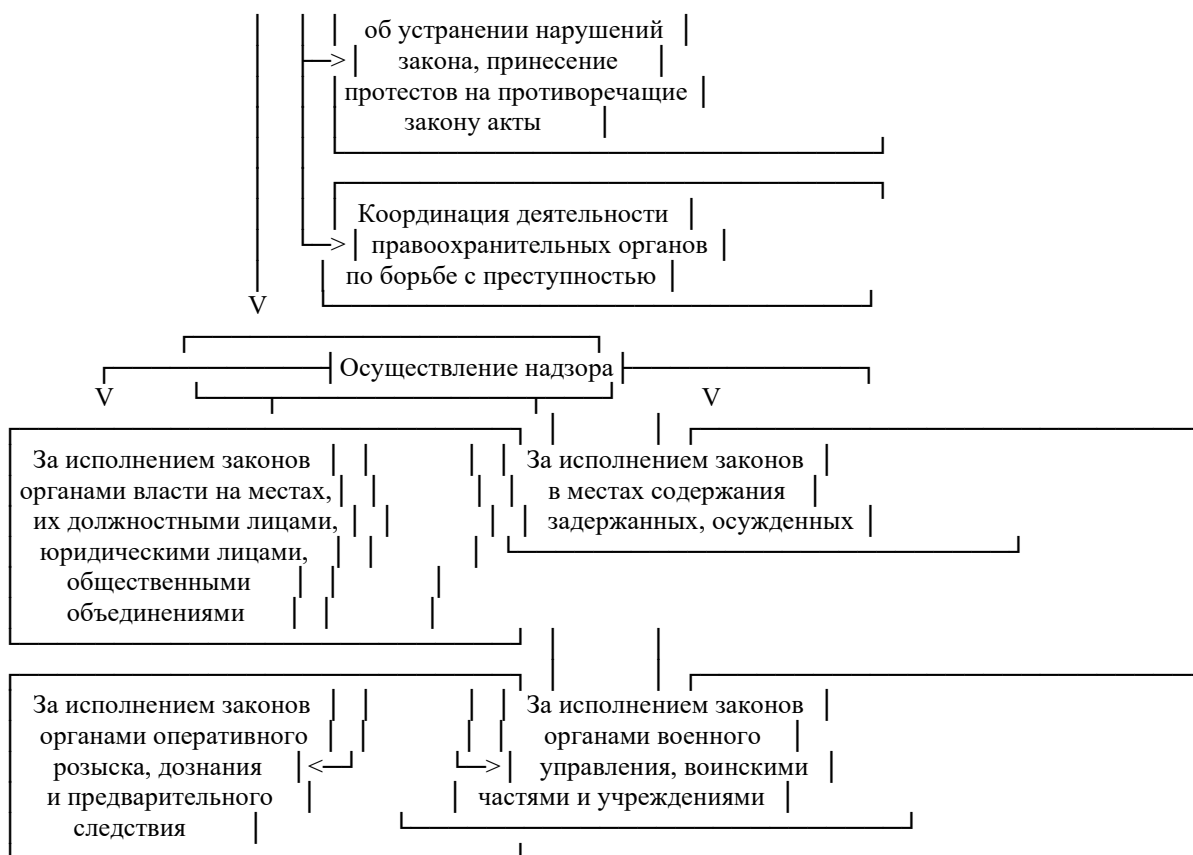 об устранении нарушений
закона, принесение
протестов на противоречащие
закону акты
Координация деятельности
правоохранительных органов
по борьбе с преступностью
V
Осуществление надзора
V V
За исполнением законов
органами власти на местах,
их должностными лицами,
юридическими лицами,
общественными
объединениями
За исполнением законов
в местах содержания
задержанных, осужденных
За исполнением законов
органами оперативного
розыска, дознания
и предварительного
следствия
За исполнением законов
органами военного
управления, воинскими
частями и учреждениями